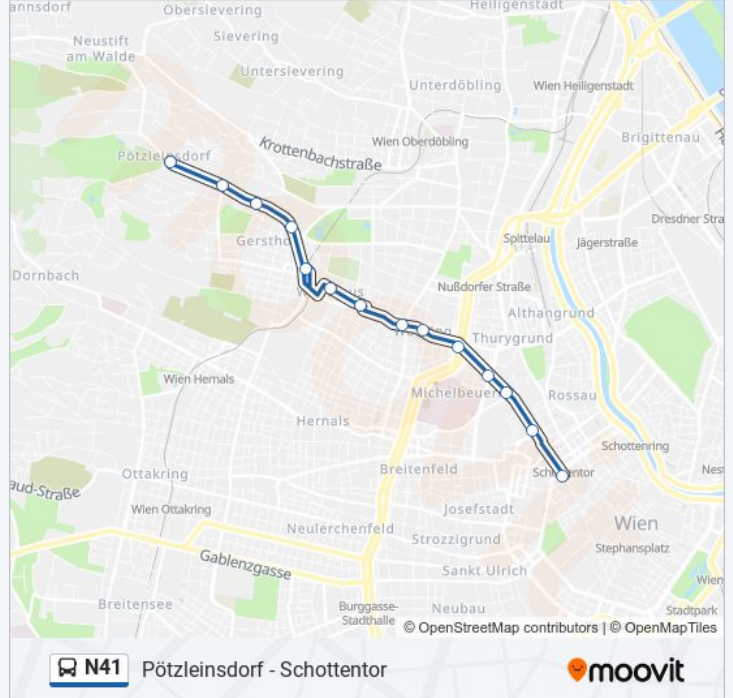 annsdorf
Obersievering
Heiligenstadt
Neustift
am Walde
Sievering
Untersievering
Unterdöbling
Wien Heiligenstadt
Krottenbachstraße
Wien Oberdöbling
Brigittenau
Pötzleinsdorf
Dresdner Stra
Gerstho
Spittelau
Jägerstraße
Dornbach
Nußdorfer Straße
Althangrund
Thurygrund
Wien Hernals
Michelbeuer
Rossau
Hernals
Schottenring
Breitenfeld
Schottentor
Nest
Ottakring
aud-Straße
Wien Ottakring
Josefstadt
Wien
Neulerchenfeld
Strozzigrund
Stephansplatz
Gablenzgasse
Sankt Ulrich
Wien
Breitensee
Burggasse-
Stadthalle
Neubau
Stadtpark
© OpenStreetMap contributors | © OpenMapTiles
N41 Pötzleinsdorf - Schottentor
moovit